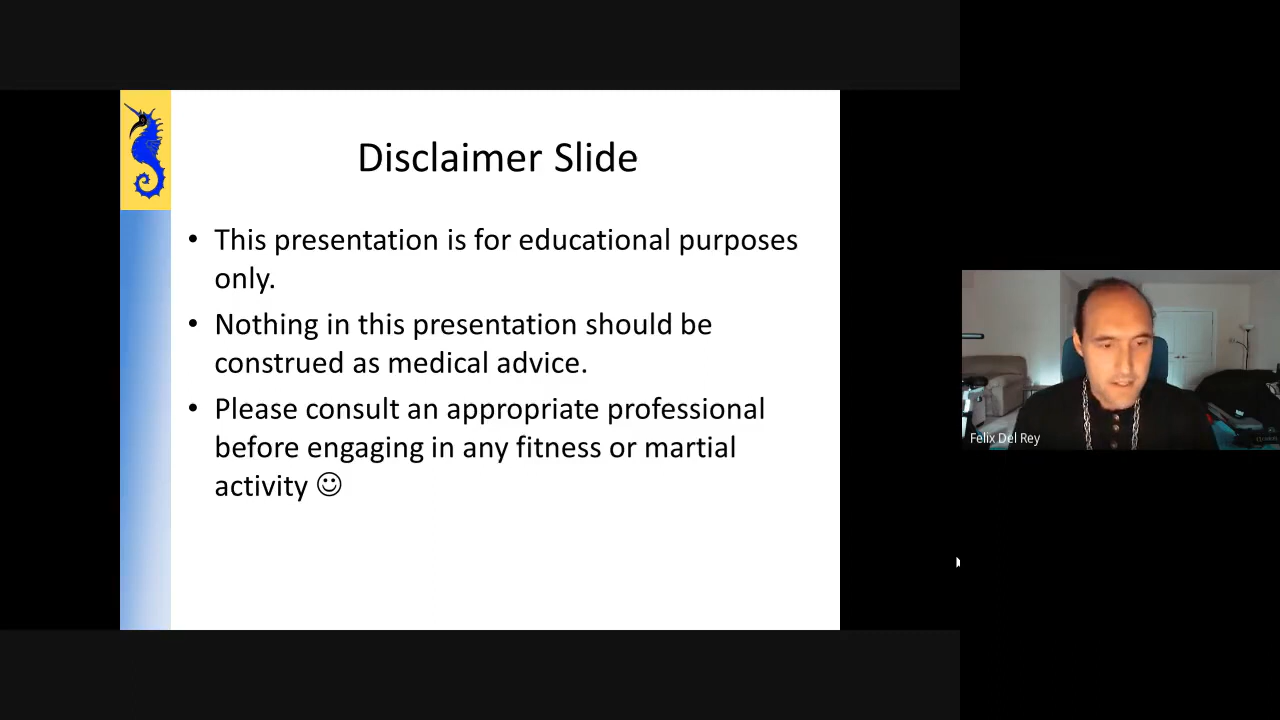 Disclaimer Slide
• This presentation is for educational purposes
only.
• Nothing in this presentation should be
construed as medical advice.
• Please consult an appropriate professional
before engaging in any fitness or martial
activity ☺
Felix Del Rey